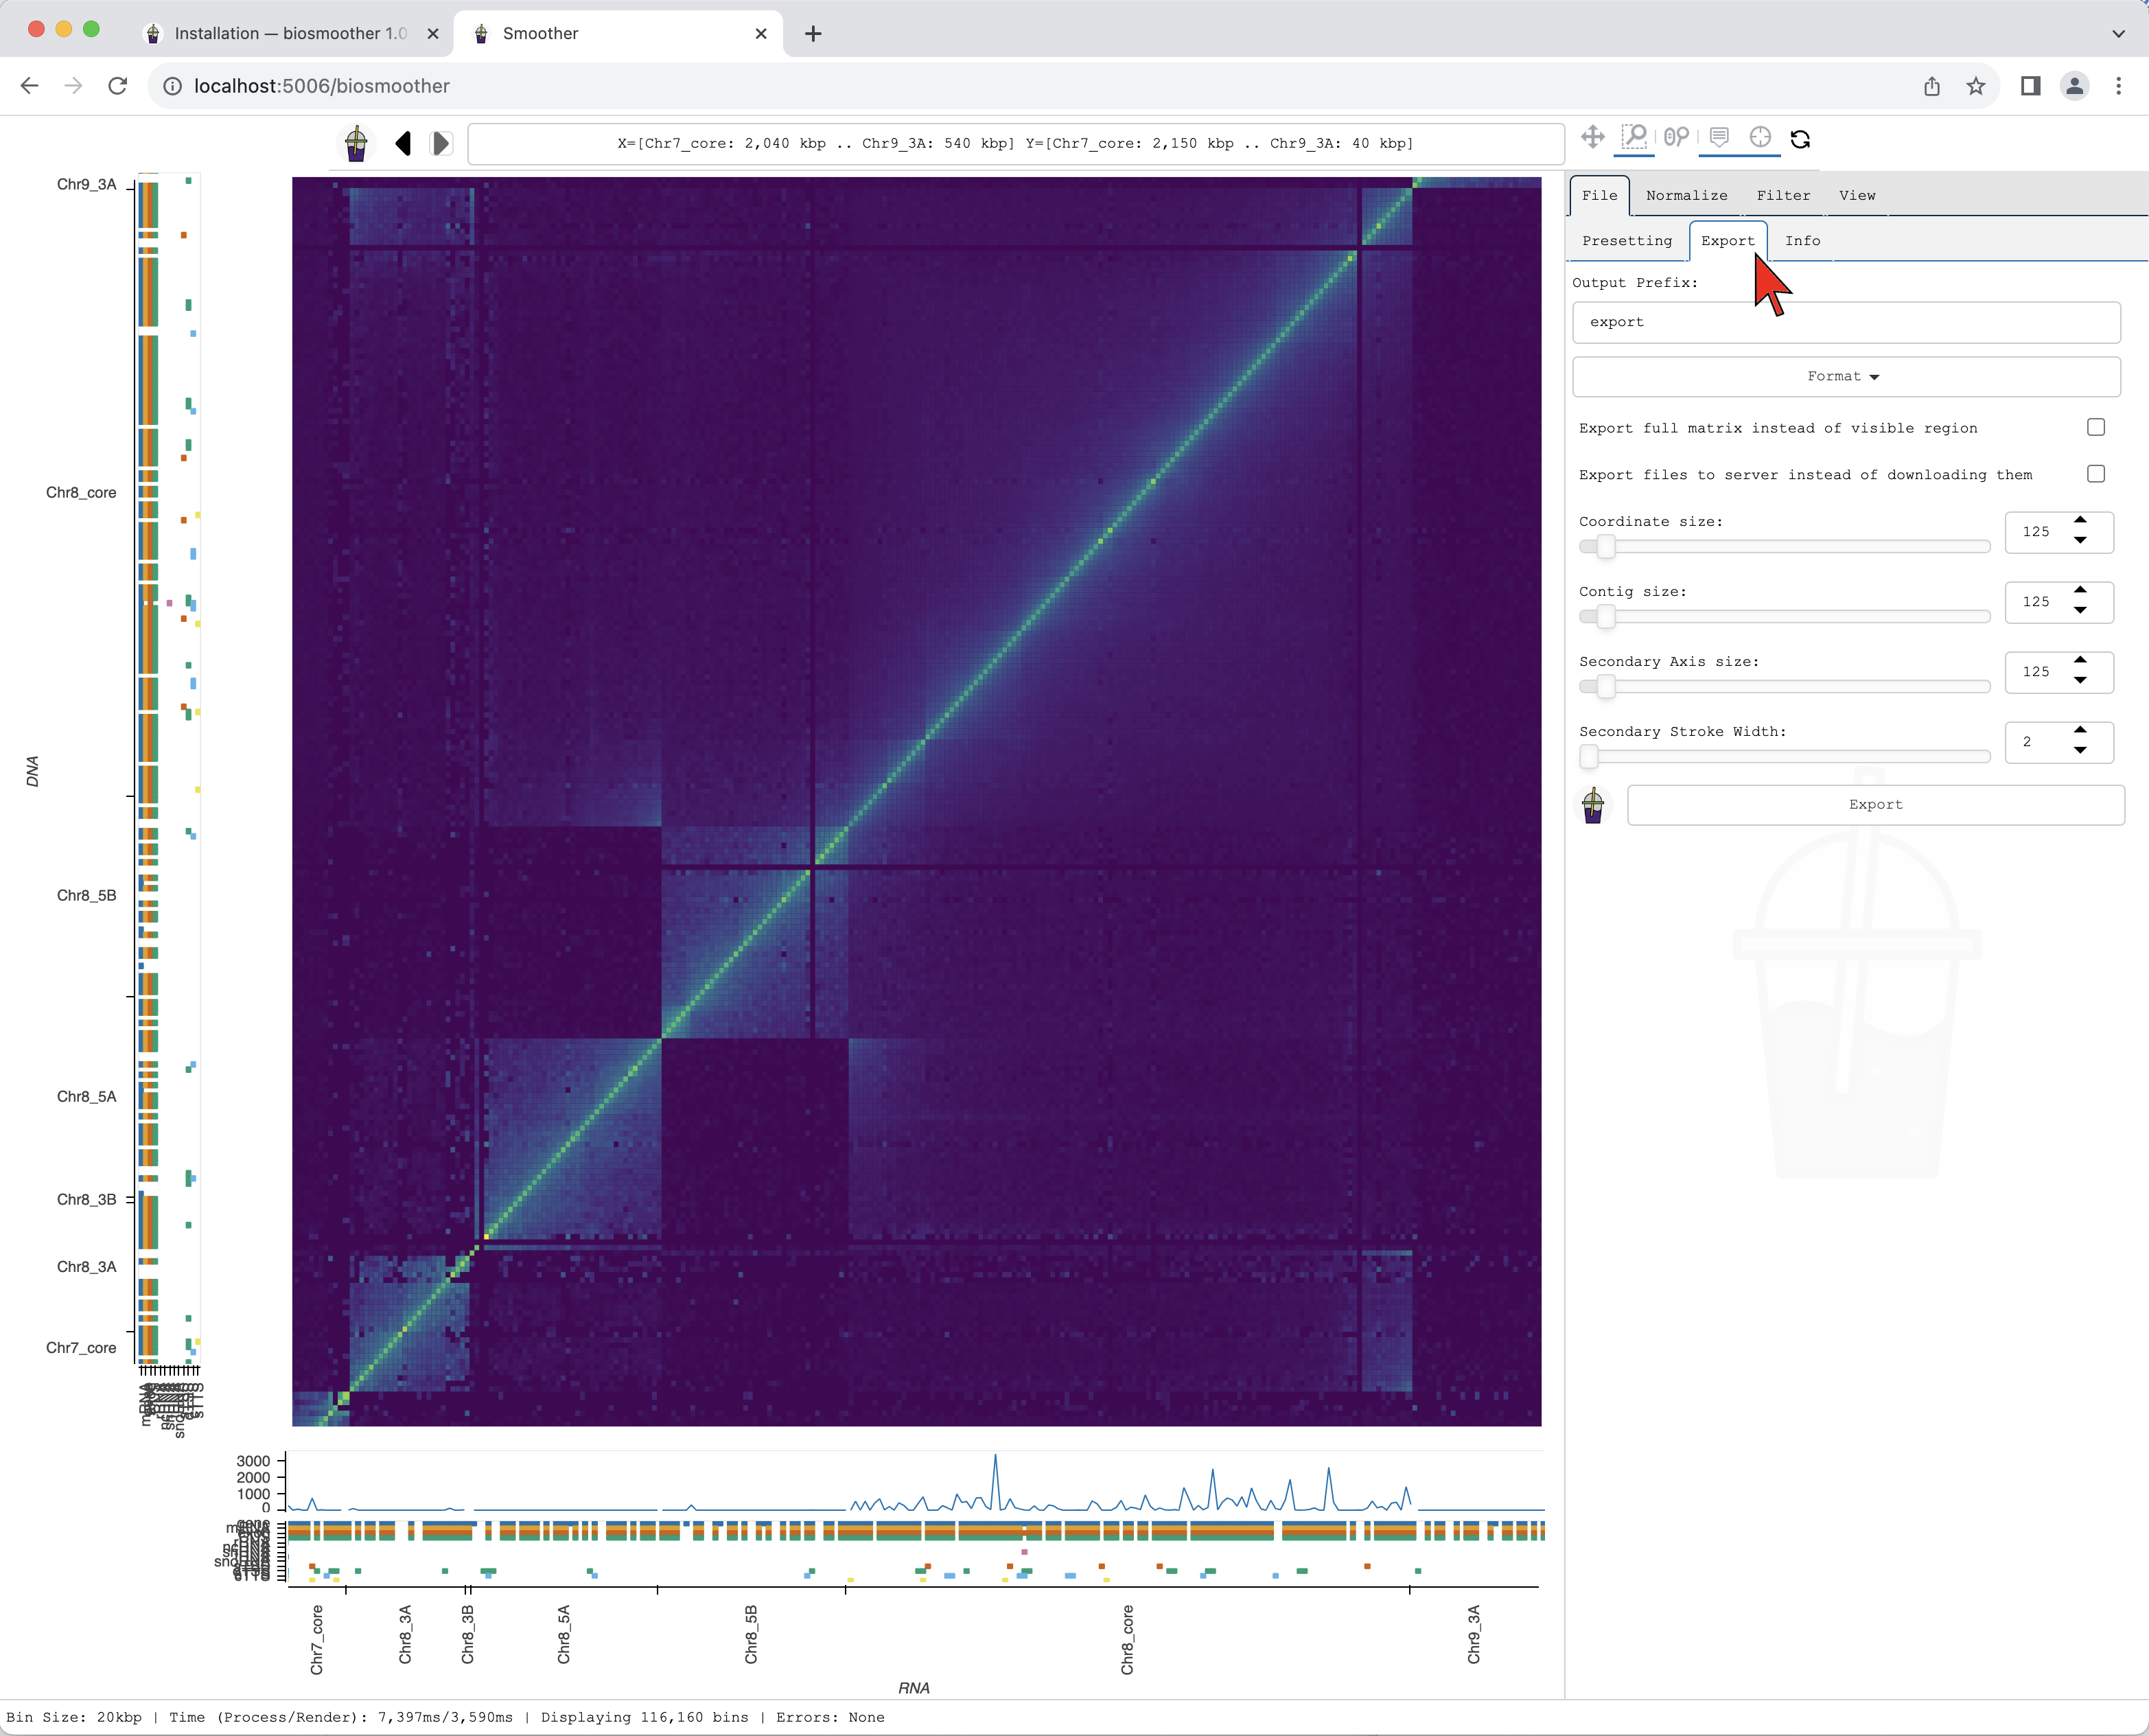 Installation — biosmoother 1.0
Smoother
localhost:5006/biosmoother
X=[Chr7_core: 2,040 kbp .. Chr9_3A: 540 kbp] Y=[Chr7_core: 2,150 kbp .. Chr9_3A: 40 kbp]
File Normalize Filter View
Presetting Export Info
Output Prefix:
export
Format
Export full matrix instead of visible region
Export files to server instead of downloading them
Coordinate size:
125
Contig size:
125
Secondary Axis size:
125
Secondary Stroke Width:
2
Export
Chr9_3A
Chr8_core
DNA
Chr8_5B
Chr8_5A
Chr8_3B
Chr8_3A
Chr7_core
3000
2000
1000
0
Chr7_core
Chr8_3A
Chr8_3B
Chr8_5A
Chr8_5B
Chr8_core
Chr9_3A
RNA
Bin Size: 20kbp | Time (Process/Render): 7,397ms/3,590ms | Displaying 116,160 bins | Errors: None